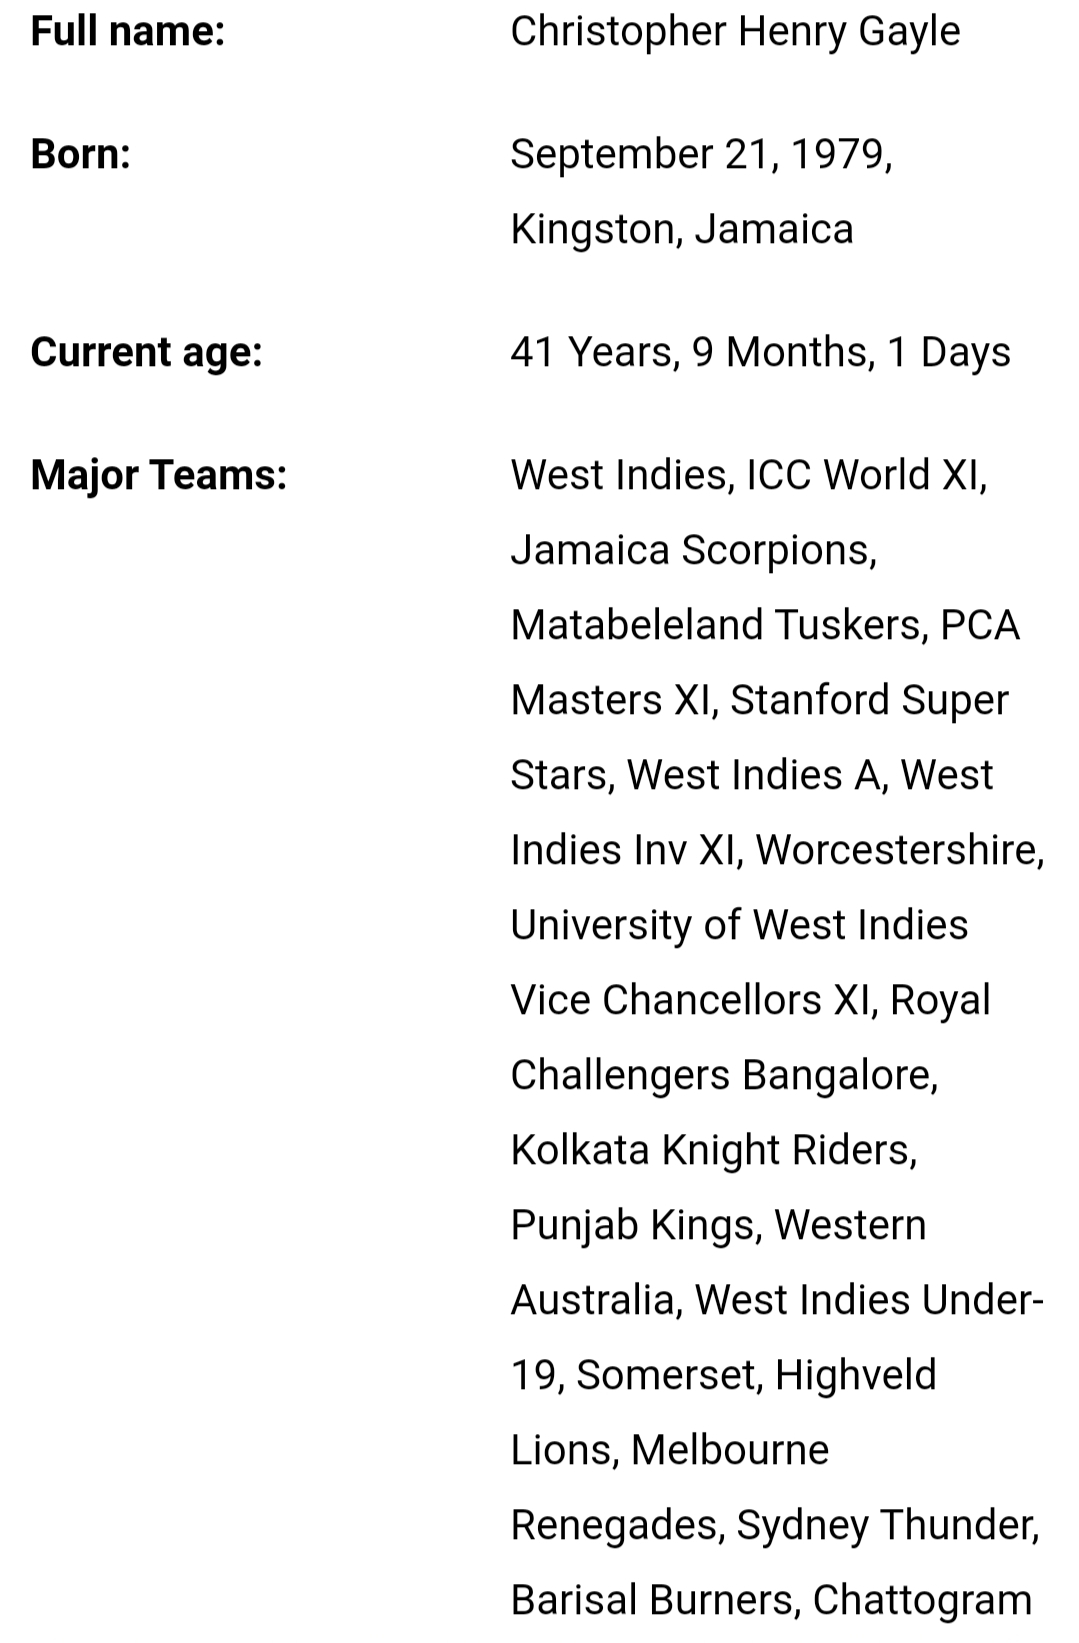 Full name: Christopher Henry Gayle
Born: September 21, 1979,
Kingston, Jamaica
Current age: 41 Years, 9 Months, 1 Days
Major Teams: West Indies, ICC World XI,
Jamaica Scorpions,
Matabeleland Tuskers, PCA
Masters XI, Stanford Super
Stars, West Indies A, West
Indies Inv XI, Worcestershire,
University of West Indies
Vice Chancellors XI, Royal
Challengers Bangalore,
Kolkata Knight Riders,
Punjab Kings, Western
Australia, West Indies Under-
19, Somerset, Highveld
Lions, Melbourne
Renegades, Sydney Thunder,
Barisal Burners, Chattogram